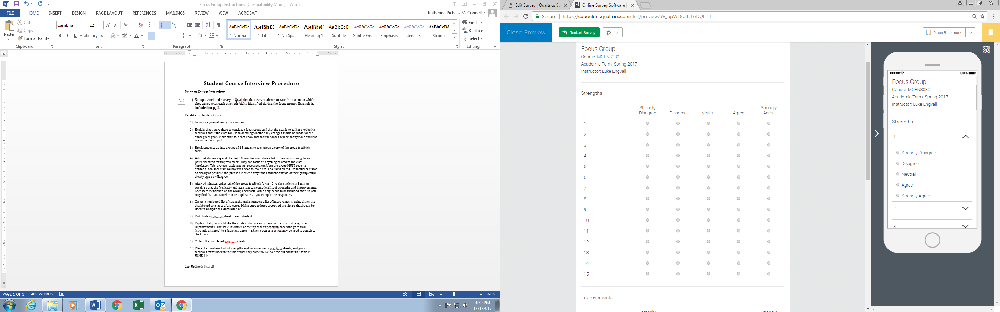 Focus Group Instructions [Compatibility Mode] - Word
FILE HOME INSERT DESIGN PAGE LAYOUT REFERENCES MAILINGS REVIEW VIEW ACROBAT
Katherine Pickens McConnell
Paste
Cut
Copy
Format Painter
Clipboard
Cambria 12
Font
Paragraph
AaBbCcDc AaBbC AaBbCcDc AaBbC AaBbCcD AaBbCcDc AaBbCcDc AaBbCcDc AaBbCcDd
¶ Normal ¶ Title ¶ No Spac... Heading 1 Subtitle Subtle Em... Emphasis Intense E... Strong
Styles
Find
Replace
Select
Editing
Student Course Interview Procedure
Prior to Course Interview
1) Set up associated survey in Qualtrics that asks students to rate the extent to which
they agree with each strength/delta identified during the focus group. Example is
included on pg 2.
Facilitator Instructions:
1) Introduce yourself and your assistant.
2) Explain that you're there to conduct a focus group and that the goal is to gather productive
feedback about the class for use in deciding whether any changes should be made for the
subsequent year. Make sure students know that their feedback will be anonymous and that
we value their input.
3) Break students up into groups of 4-5 and give each group a copy of the group feedback
form.
4) Ask that students spend the next 10 minutes compiling a list of the class's strengths and
potential areas for improvement. They can focus on anything related to the class
(professor, TAs, projects, assignments, resources, etc.), but the group MUST reach a
consensus on each item before it is added to their list. The items on the list should be stated
as clearly as possible and phrased in such a way that a student outside of their group could
clearly agree or disagree.
5) After 10 minutes, collect all of the group feedback forms. Give the students a 5 minute
break, so that the facilitator and assistant can compile a list of strengths and improvements.
Each item mentioned on the Group Feedback Forms only needs to be included once, so you
may find that you can eliminate duplicates as you compile the responses.
6) Create a numbered list of strengths and a numbered list of improvements, using either the
chalkboard or a laptop/projector. Make sure to keep a copy of the list so that it can be
used to analyze the data later on.
7) Distribute a scantron sheet to each student.
8) Explain that you would like the students to rate each item on the lists of strengths and
improvements. The scale is written at the top of their scantron sheet and goes from 1
(strongly disagree) to 5 (strongly agree). Either a pen or a pencil may be used to complete
the forms.
9) Collect the completed scantron sheets.
10) Place the numbered list of strengths and improvements, scantron sheets, and group
feedback forms back in the folder that they came in. Deliver the full packet to Kassie in
ECME 114.
Last Updated: 3/1/13
PAGE 1 OF 1 405 WORDS
61%
4:30 PM
1/31/2017
Edit Survey | Qualtrics Su
Online Survey Software |
Secure https://cuboulder.qualtrics.com/jfe1/preview/SV_bpWL8U4zEoDQHTT
Close Preview
Restart Survey
Place Bookmark
Focus Group
Course: MCEN3030
Academic Term: Spring 2017
Instructor: Luke Engvall
Strengths
Strongly Disagree Disagree Neutral Agree Strongly Agree
1
2
3
4
5
6
7
8
9
10
11
12
13
14
15
Improvements
Strongly Strongly
100%
Focus Group
Course: MCEN3030
Academic Term: Spring 2017
Instructor: Luke Engvall
Strengths
1
Strongly Disagree
Disagree
Neutral
Agree
Strongly Agree
2
3